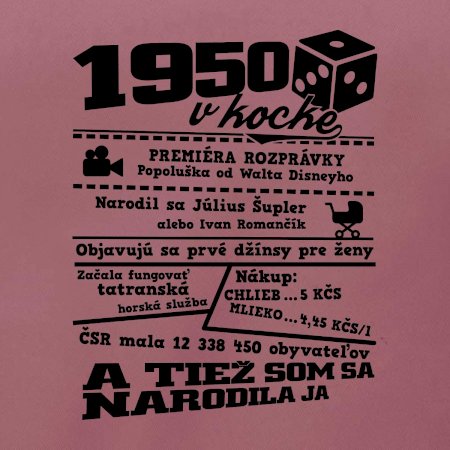 1950
v kocke
PREMIÉRA ROZPRÁVKY
Popoluška od Walta Disneyho
Narodil sa Július Šupler
alebo Ivan Romančík
Objavujú sa prvé džínsy pre ženy
Začala fungovať
tatranská
horská služba
Nákup:
CHLIEB...5 KČS
MLIEKO...4,45 KČS/l
ČSR mala 12 338 450 obyvateľov
A TIEŽ SOM SA
NARODILA JA